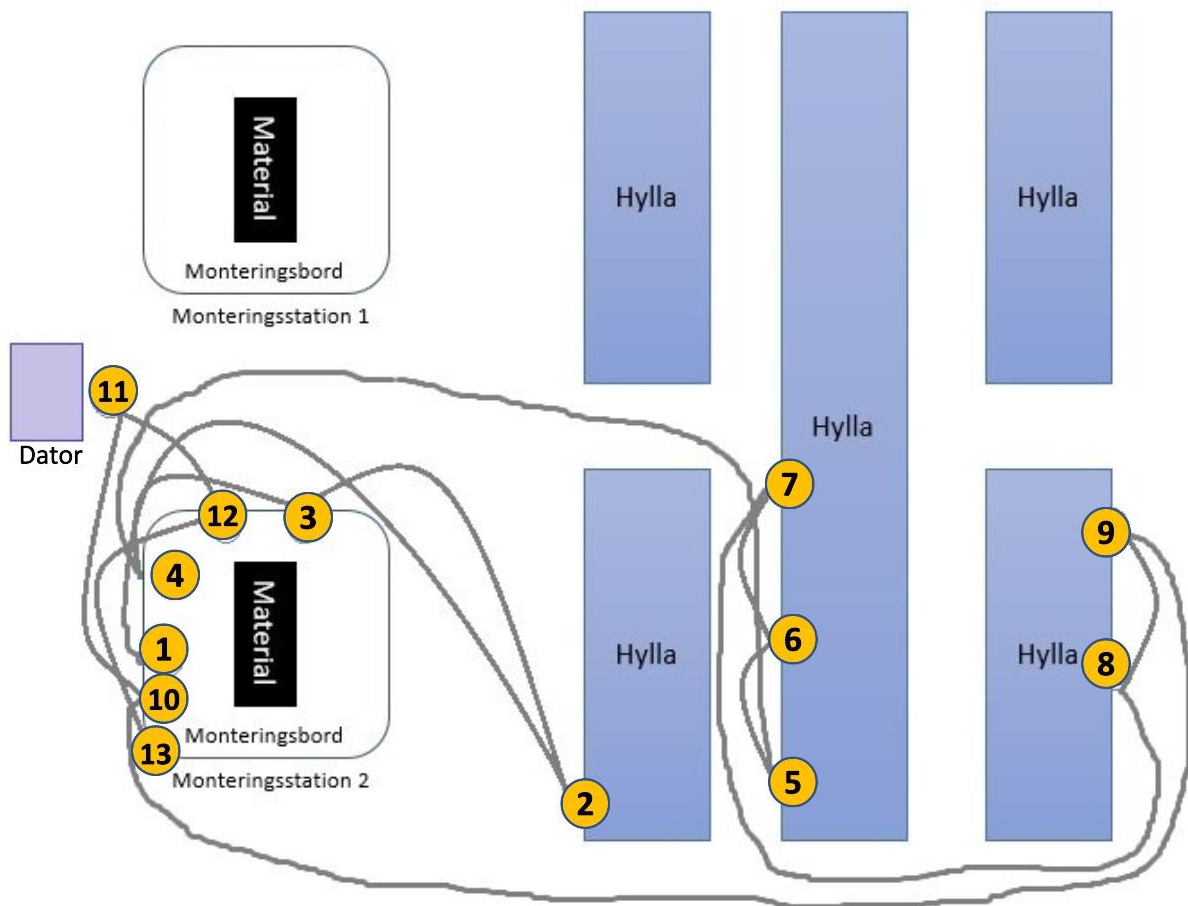 Material
Monteringsbord
Monteringsstation 1
Hylla
Hylla
Hylla
11
Dator
12
3
4
1
10
13
Material
Monteringsbord
Monteringsstation 2
2
Hylla
7
6
5
Hylla
9
8